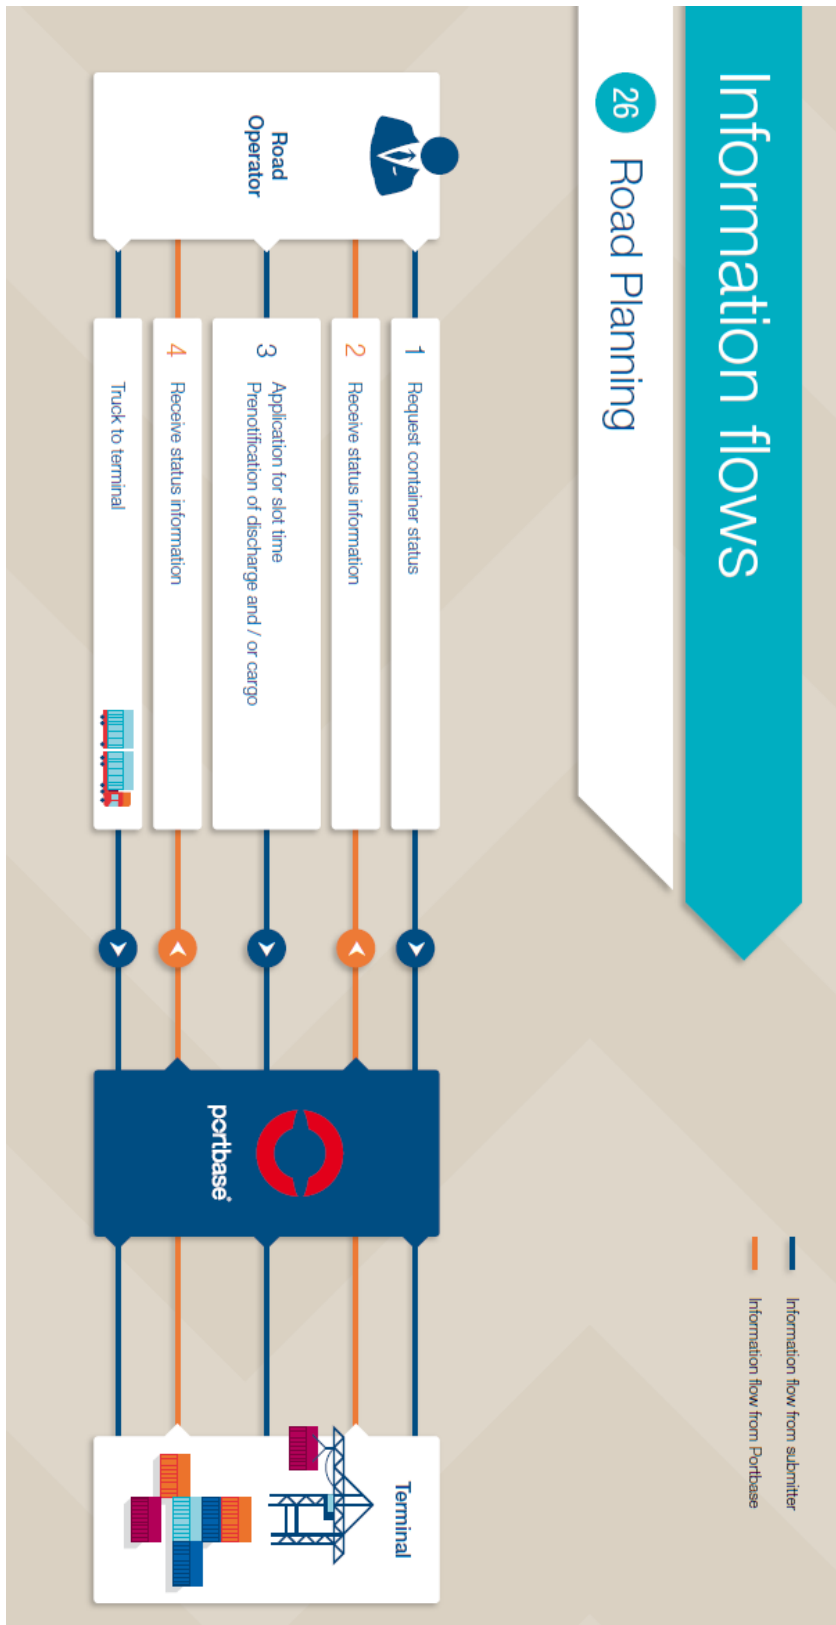 Information flows
26 Road Planning
Information flow from submitter
Information flow from Portbase
Road
Operator
1 Request container status
2 Receive status information
3 Application for slot time
Prenotification of discharge and / or cargo
4 Receive status information
Truck to terminal
portbase®
Terminal